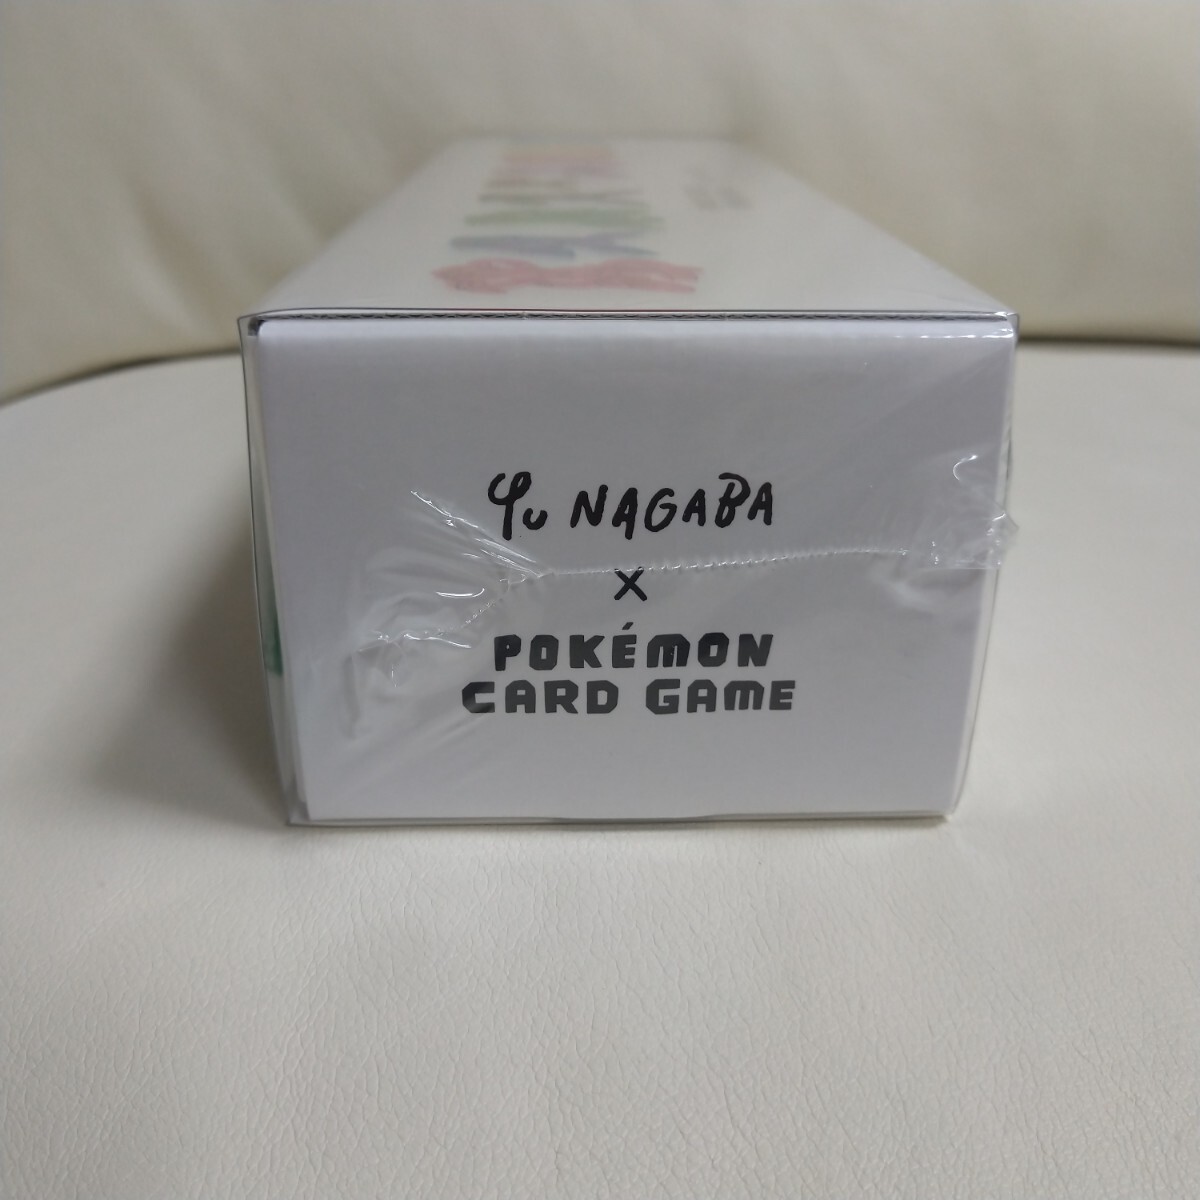 Yu NAGABA
×
POKÉMON
CARD GAME